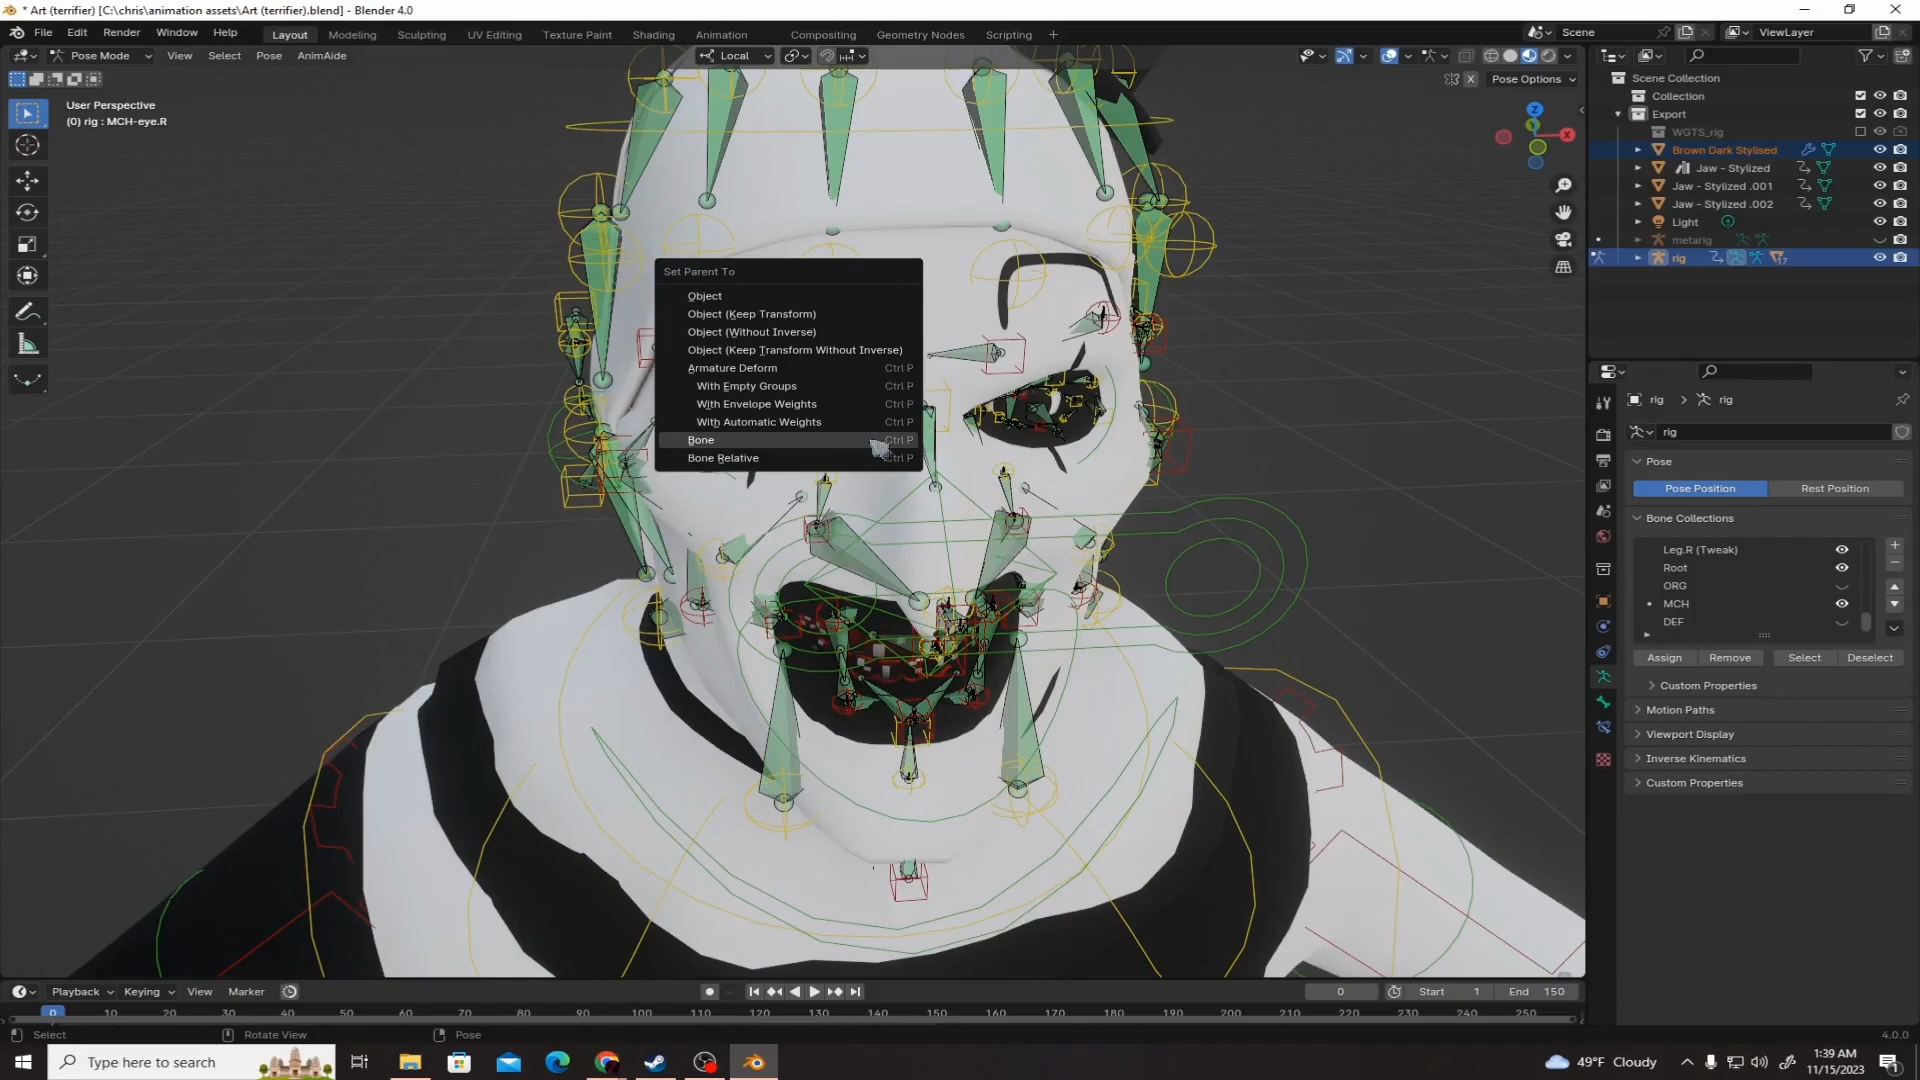 * Art (terrifier) [C:\chris\animation assets\Art (terrifier).blend] - Blender 4.0
File Edit Render Window Help Layout Modeling Sculpting UV Editing Texture Paint Shading Animation Compositing Geometry Nodes Scripting + Scene ViewLayer
Pose Mode View Select Pose AnimAide Local
X Pose Options
User Perspective
(0) rig : MCH-eye.R
Z
X
Scene Collection
Collection
Export
WGTS_rig
Brown Dark Stylised
Jaw - Stylized
Jaw - Stylized .001
Jaw - Stylized .002
Light
metarig
rig
Set Parent To
Object
Object (Keep Transform)
Object (Without Inverse)
Object (Keep Transform Without Inverse)
Armature Deform Ctrl P
With Empty Groups Ctrl P
With Envelope Weights Ctrl P
With Automatic Weights Ctrl P
Bone Ctrl P
Bone Relative Ctrl P
rig > rig
rig
Pose
Pose Position Rest Position
Bone Collections
Leg.R (Tweak)
Root
ORG
MCH
DEF
Assign Remove Select Deselect
Custom Properties
Motion Paths
Viewport Display
Inverse Kinematics
Custom Properties
Playback Keying View Marker 0 Start 1 End 150
0 10 20 30 40 50 60 70 80 90 100 110 120 130 140 150 160 170 180 190 200 210 220 230 240 250
Select Rotate View Pose 4.0.0
Type here to search 49°F Cloudy 1:39 AM
11/15/2023 1